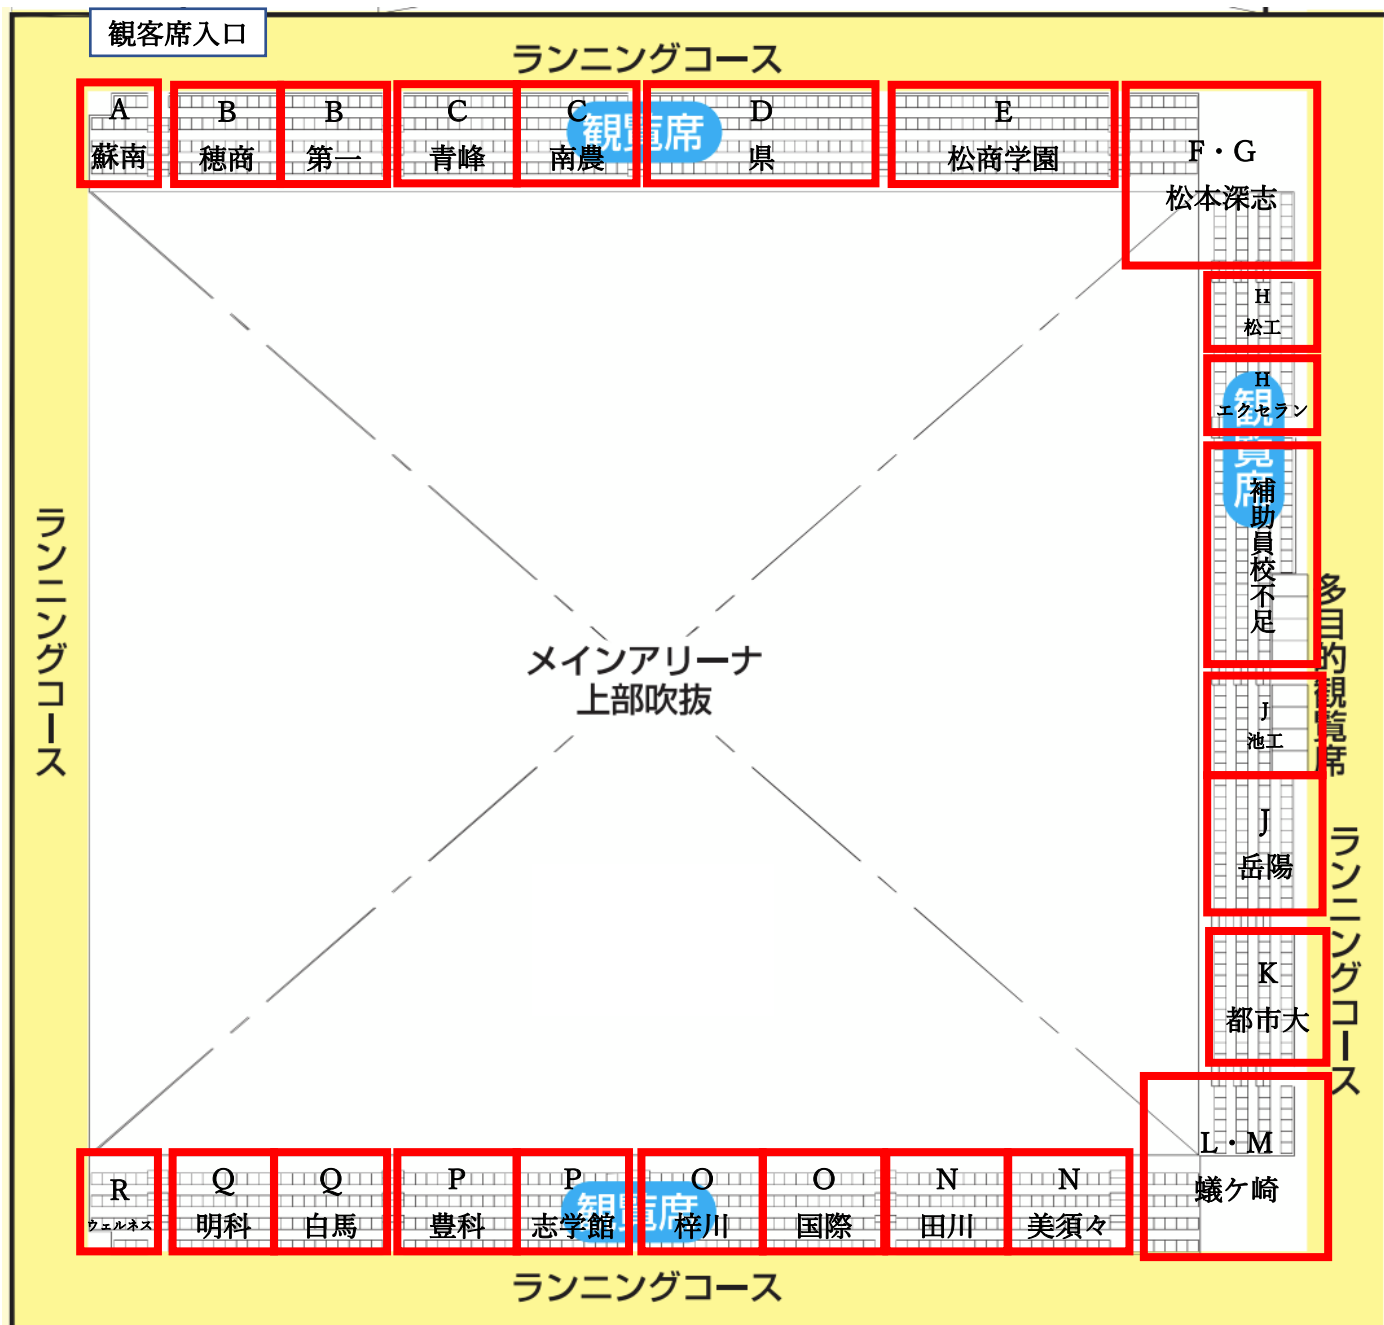 観客席入口
ランニングコース
A
蘇南
B
穂商
B
第一
C
青峰
C
南農
観覧席
D
県
E
松商学園
F・G
松本深志
H
松工
H
エクセラン
観覧席
補助員校不足
多目的観覧席
J
池工
J
岳陽
ランニングコース
K
都市大
ランニングコース
メインアリーナ
上部吹抜
L・M
蟻ケ崎
R
ウェルネス
Q
明科
Q
白馬
P
豊科
P
志学館
観覧席
O
梓川
O
国際
N
田川
N
美須々
ランニングコース